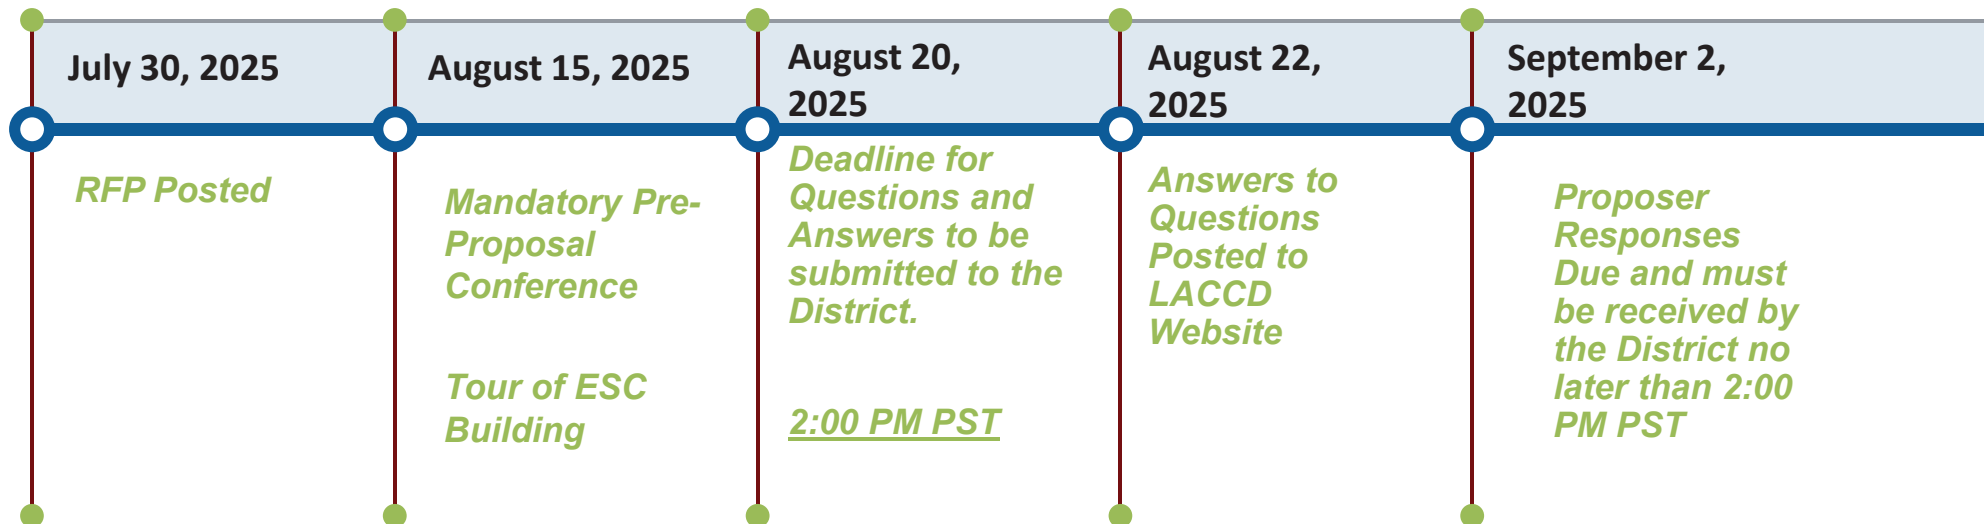 July 30, 2025
RFP Posted
August 15, 2025
Mandatory Pre-
Proposal
Conference
Tour of ESC
Building
August 20,
2025
Deadline for
Questions and
Answers to be
submitted to the
District.
2:00 PM PST
August 22,
2025
Answers to
Questions
Posted to
LACCD
Website
September 2,
2025
Proposer
Responses
Due and must
be received by
the District no
later than 2:00
PM PST